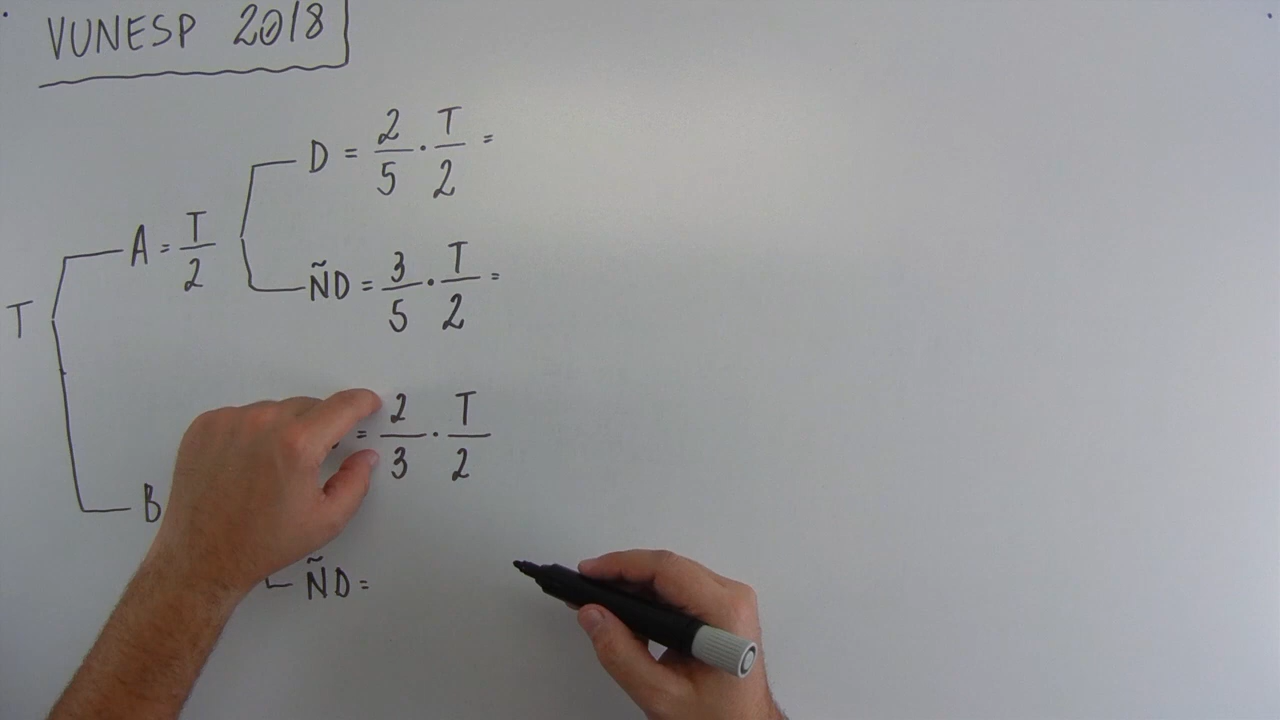 VUNESP 2018
D = 2/5 · T/2 =
A = T/2
ÑD = 3/5 · T/2 =
T
= 2/3 · T/2
B
ÑD =